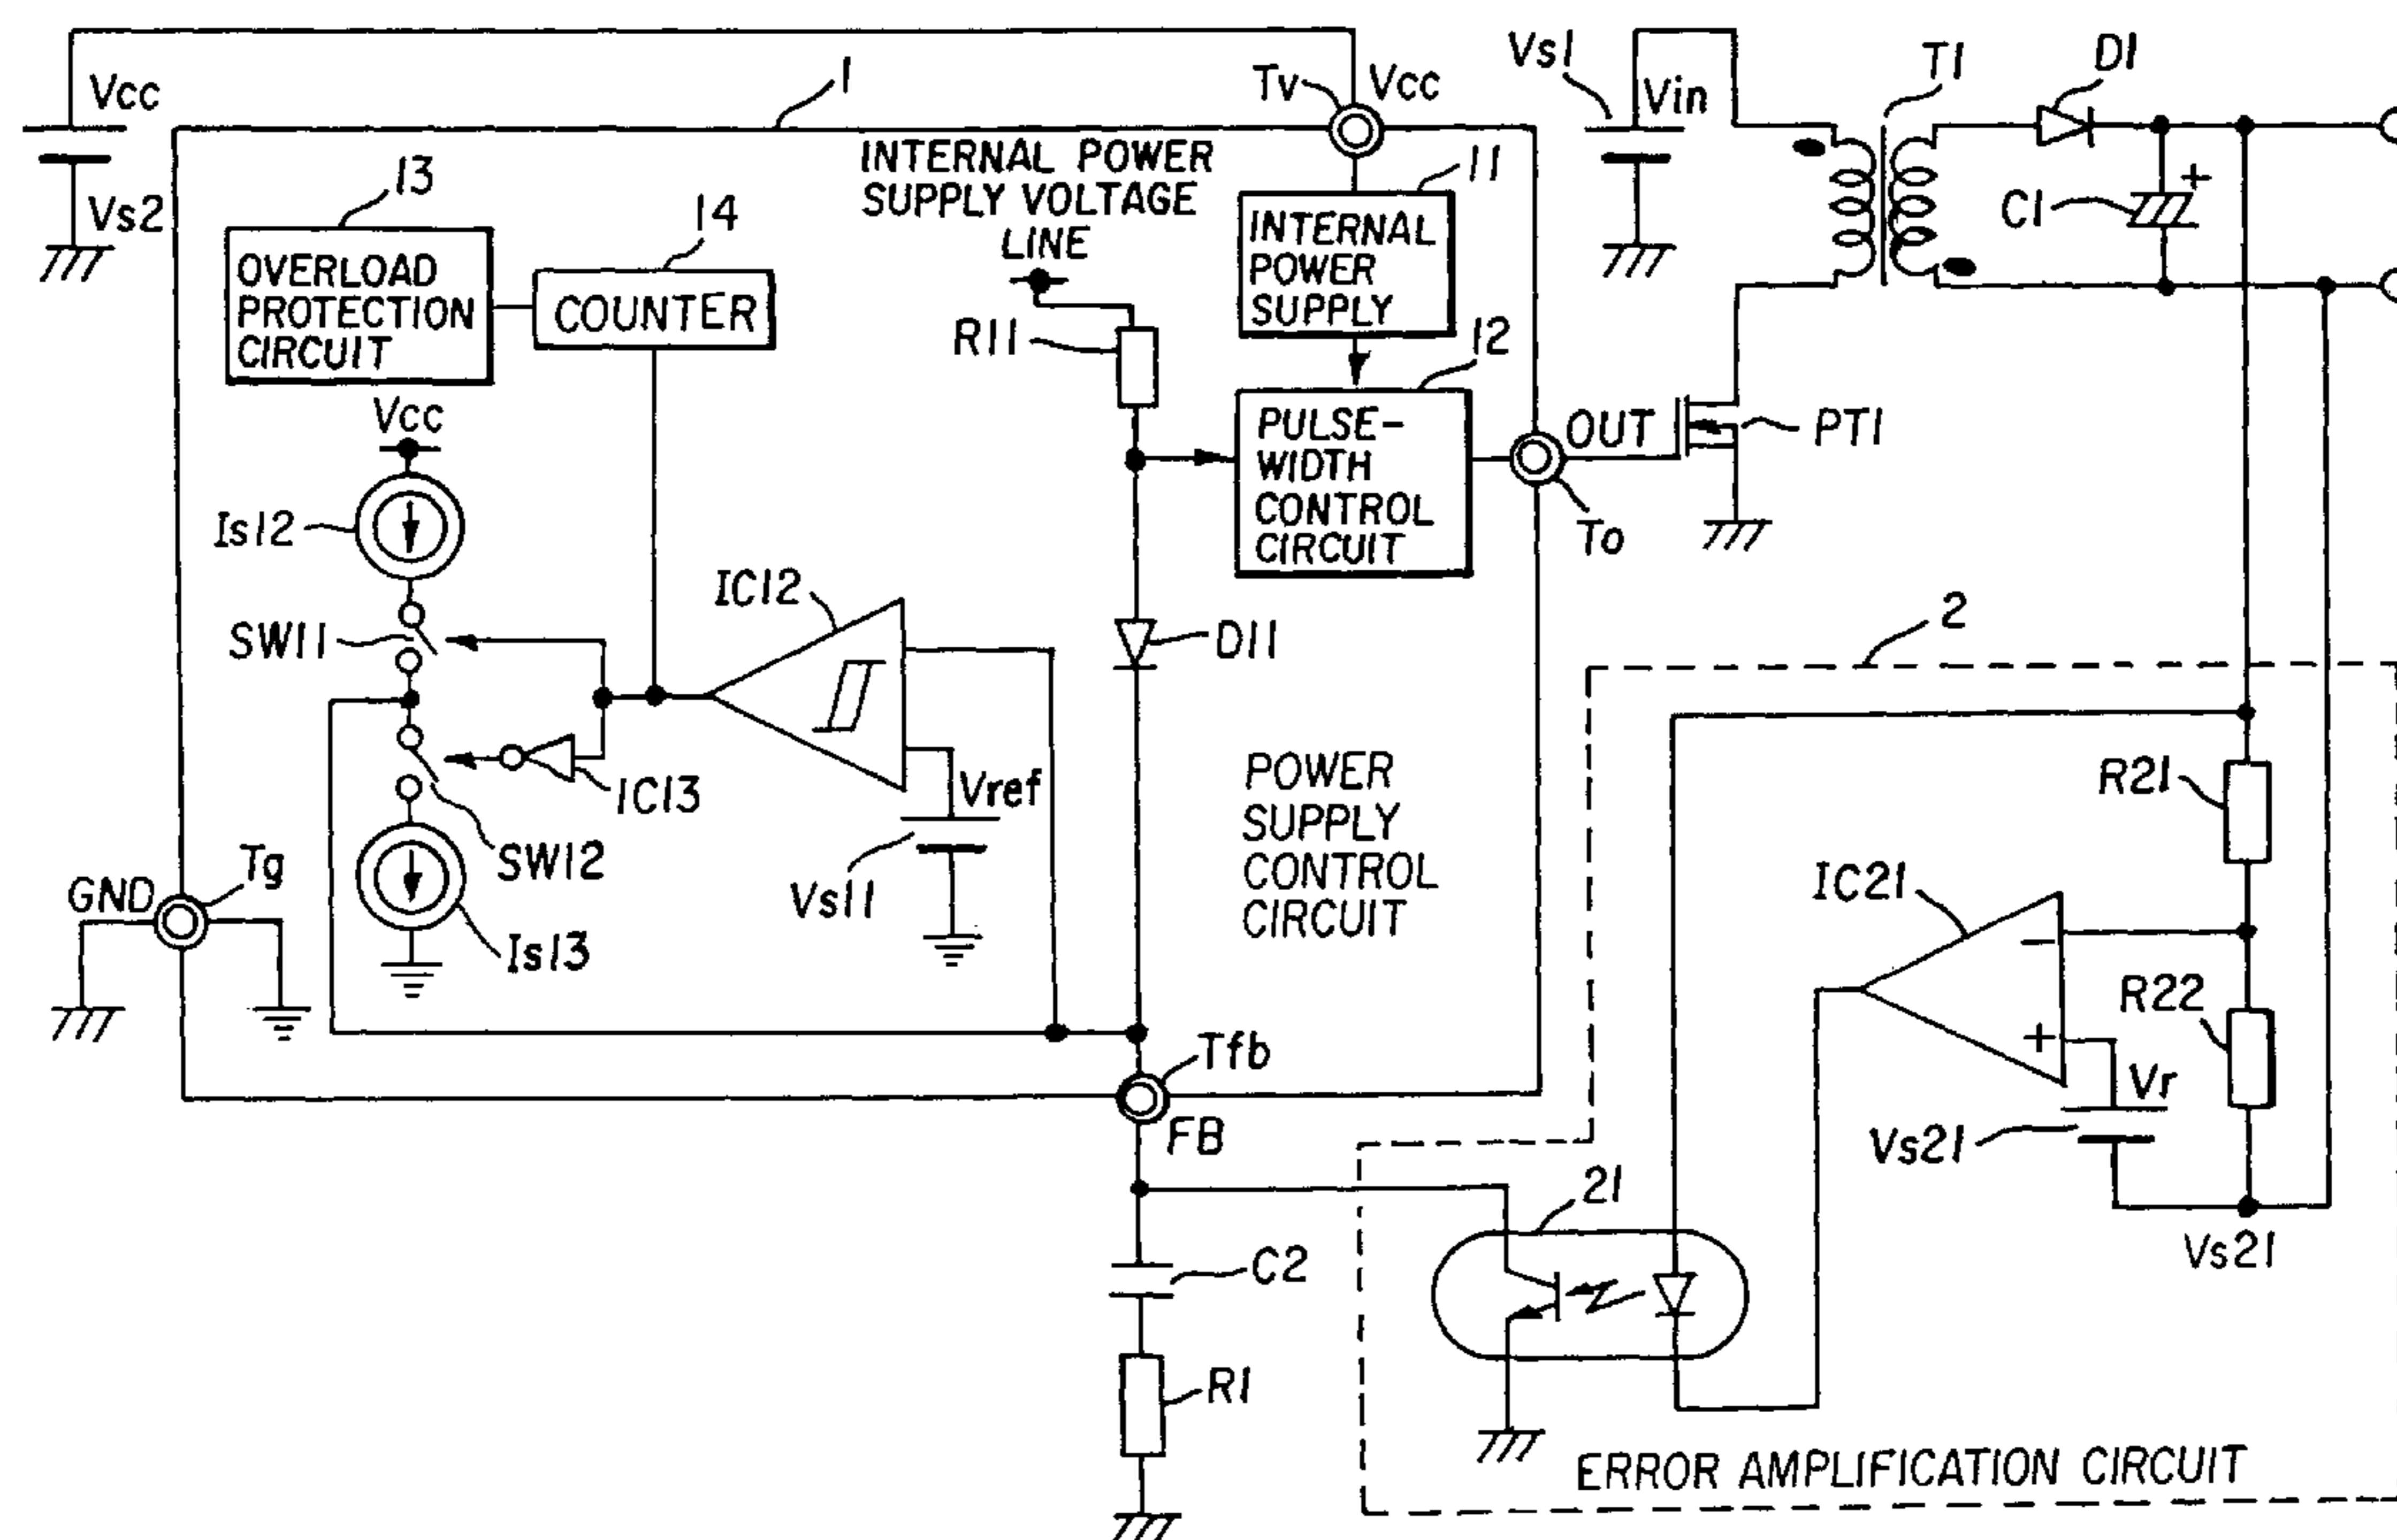 Vcc
Vs2
1
Tv
Vcc
Vs1
Vin
T1
D1
+
C1
13
OVERLOAD
PROTECTION
CIRCUIT
14
COUNTER
INTERNAL POWER
SUPPLY VOLTAGE
LINE
R11
11
INTERNAL
POWER
SUPPLY
12
PULSE-
WIDTH
CONTROL
CIRCUIT
OUT
To
PT1
Vcc
Is12
SW11
IC12
D11
IC13
SW12
Is13
Vref
Vs11
POWER
SUPPLY
CONTROL
CIRCUIT
GND
Tg
Tfb
FB
C2
R1
2
R21
IC21
−
+
R22
Vr
Vs21
Vs21
21
ERROR AMPLIFICATION CIRCUIT